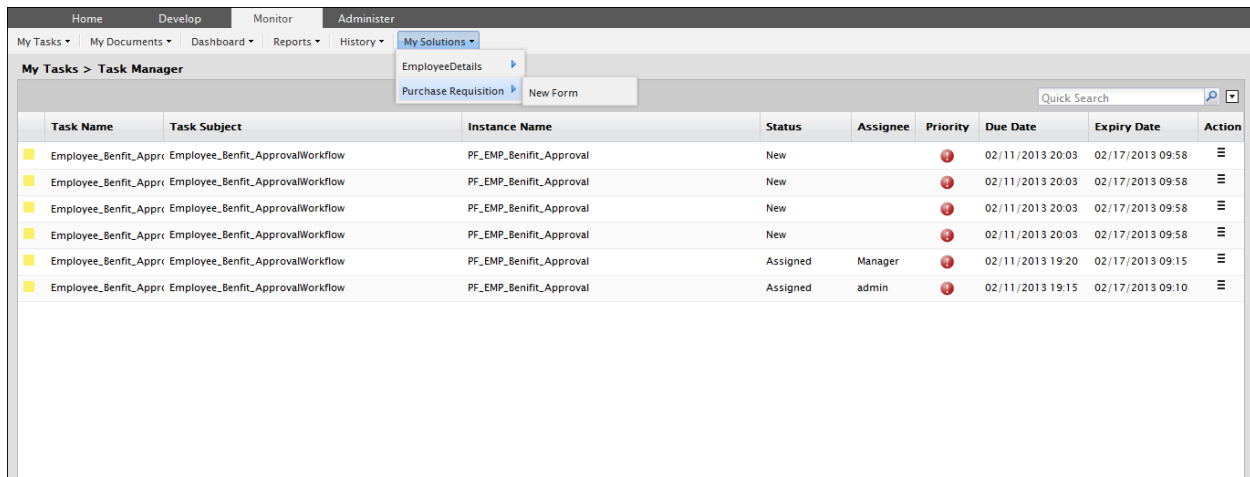 Home Develop Monitor Administer
My Tasks My Documents Dashboard Reports History My Solutions
EmployeeDetails
My Tasks > Task Manager
Purchase Requisition New Form
Quick Search
Task Name Task Subject Instance Name Status Assignee Priority Due Date Expiry Date Action
Employee_Benfit_Appro Employee_Benfit_ApprovalWorkflow PF_EMP_Benifit_Approval New 02/11/2013 20:03 02/17/2013 09:58
Employee_Benfit_Appro Employee_Benfit_ApprovalWorkflow PF_EMP_Benifit_Approval New 02/11/2013 20:03 02/17/2013 09:58
Employee_Benfit_Appro Employee_Benfit_ApprovalWorkflow PF_EMP_Benifit_Approval New 02/11/2013 20:03 02/17/2013 09:58
Employee_Benfit_Appro Employee_Benfit_ApprovalWorkflow PF_EMP_Benifit_Approval New 02/11/2013 20:03 02/17/2013 09:58
Employee_Benfit_Appro Employee_Benfit_ApprovalWorkflow PF_EMP_Benifit_Approval Assigned Manager 02/11/2013 19:20 02/17/2013 09:15
Employee_Benfit_Appro Employee_Benfit_ApprovalWorkflow PF_EMP_Benifit_Approval Assigned admin 02/11/2013 19:15 02/17/2013 09:10